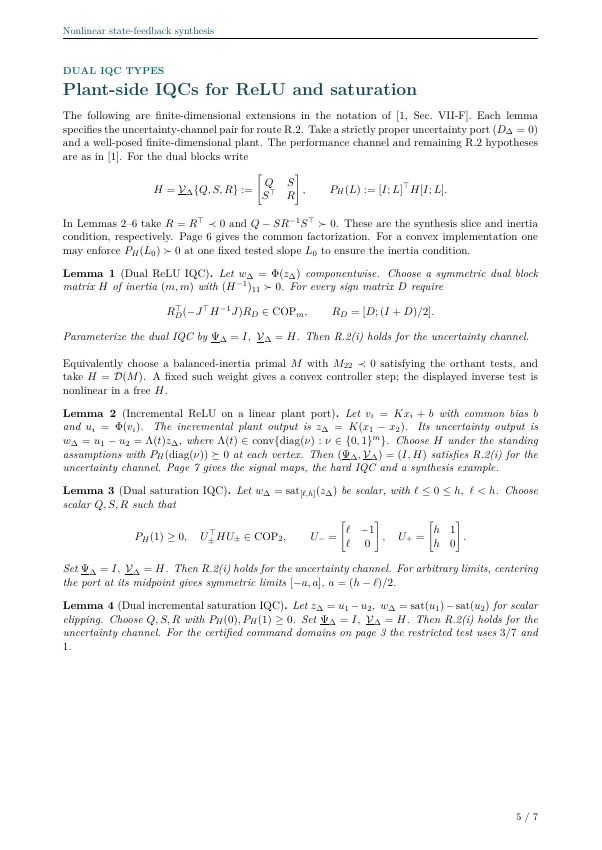 Nonlinear state-feedback synthesis
DUAL IQC TYPES
Plant-side IQCs for ReLU and saturation
The following are finite-dimensional extensions in the notation of [1, Sec. VII-F]. Each lemma
specifies the uncertainty-channel pair for route R.2. Take a strictly proper uncertainty port (D_Δ = 0)
and a well-posed finite-dimensional plant. The performance channel and remaining R.2 hypotheses
are as in [1]. For the dual blocks write
H = \underline{𝒱}_Δ{Q, S, R} := [Q S; S^⊤ R], P_H(L) := [I; L]^⊤H[I; L].
In Lemmas 2–6 take R = R^⊤ ≺ 0 and Q − SR^{−1}S^⊤ ≻ 0. These are the synthesis slice and inertia
condition, respectively. Page 6 gives the common factorization. For a convex implementation one
may enforce P_H(L_0) ≻ 0 at one fixed tested slope L_0 to ensure the inertia condition.
Lemma 1 (Dual ReLU IQC). Let w_Δ = Φ(z_Δ) componentwise. Choose a symmetric dual block
matrix H of inertia (m, m) with (H^{−1})_{11} ≻ 0. For every sign matrix D require
R_D^⊤(−J^⊤H^{−1}J)R_D ∈ COP_m, R_D = [D; (I + D)/2].
Parameterize the dual IQC by \underline{Ψ}_Δ = I, \underline{𝒱}_Δ = H. Then R.2(i) holds for the uncertainty channel.
Equivalently choose a balanced-inertia primal M with M_{22} ≺ 0 satisfying the orthant tests, and
take H = 𝒟(M). A fixed such weight gives a convex controller step; the displayed inverse test is
nonlinear in a free H.
Lemma 2 (Incremental ReLU on a linear plant port). Let v_i = Kx_i + b with common bias b
and u_i = Φ(v_i). The incremental plant output is z_Δ = K(x_1 − x_2). Its uncertainty output is
w_Δ = u_1 − u_2 = Λ(t)z_Δ, where Λ(t) ∈ conv{diag(ν) : ν ∈ {0, 1}^m}. Choose H under the standing
assumptions with P_H(diag(ν)) ⪰ 0 at each vertex. Then (\underline{Ψ}_Δ, \underline{𝒱}_Δ) = (I, H) satisfies R.2(i) for the
uncertainty channel. Page 7 gives the signal maps, the hard IQC and a synthesis example.
Lemma 3 (Dual saturation IQC). Let w_Δ = sat_{[ℓ,h]}(z_Δ) be scalar, with ℓ ≤ 0 ≤ h, ℓ < h. Choose
scalar Q, S, R such that
P_H(1) ≥ 0, U_±^⊤HU_± ∈ COP_2, U_− = [ℓ −1; ℓ 0], U_+ = [h 1; h 0].
Set \underline{Ψ}_Δ = I, \underline{𝒱}_Δ = H. Then R.2(i) holds for the uncertainty channel. For arbitrary limits, centering
the port at its midpoint gives symmetric limits [−a, a], a = (h − ℓ)/2.
Lemma 4 (Dual incremental saturation IQC). Let z_Δ = u_1 − u_2, w_Δ = sat(u_1) − sat(u_2) for scalar
clipping. Choose Q, S, R with P_H(0), P_H(1) ≥ 0. Set \underline{Ψ}_Δ = I, \underline{𝒱}_Δ = H. Then R.2(i) holds for the
uncertainty channel. For the certified command domains on page 3 the restricted test uses 3/7 and
1.
5 / 7